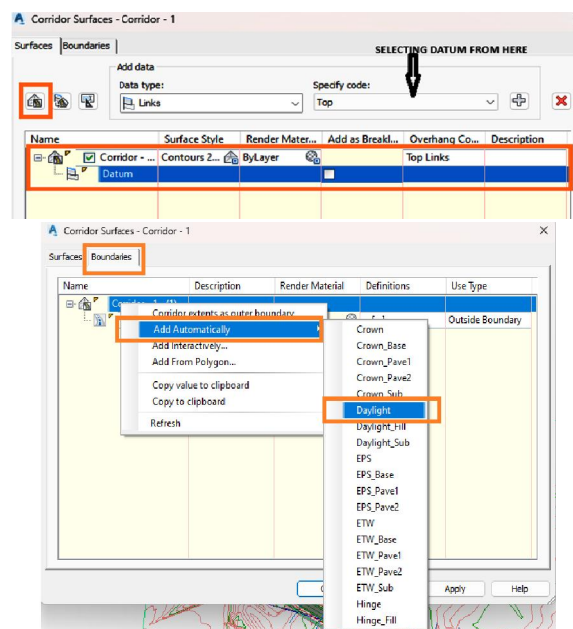 Corridor Surfaces - Corridor - 1
Surfaces Boundaries
SELECTING DATUM FROM HERE
Add data
Data type: Specify code:
Links Top
Name Surface Style Render Mater... Add as Breakl... Overhang Co... Description
Corridor - ... Contours 2... ByLayer Top Links
Datum
Corridor Surfaces - Corridor - 1
Surfaces Boundaries
Name Description Render Material Definitions Use Type
Corridor extents as outer boundary
Outside Boundary
Add Automatically
Add Interactively...
Add From Polygon...
Copy value to clipboard
Copy to clipboard
Refresh
Crown
Crown_Base
Crown_Pave1
Crown_Pave2
Crown_Sub
Daylight
Daylight_Fill
Daylight_Sub
EPS
EPS_Base
EPS_Pave1
EPS_Pave2
ETW
ETW_Base
ETW_Pave1
ETW_Pave2
ETW_Sub
Hinge
Hinge_Fill
Apply Help